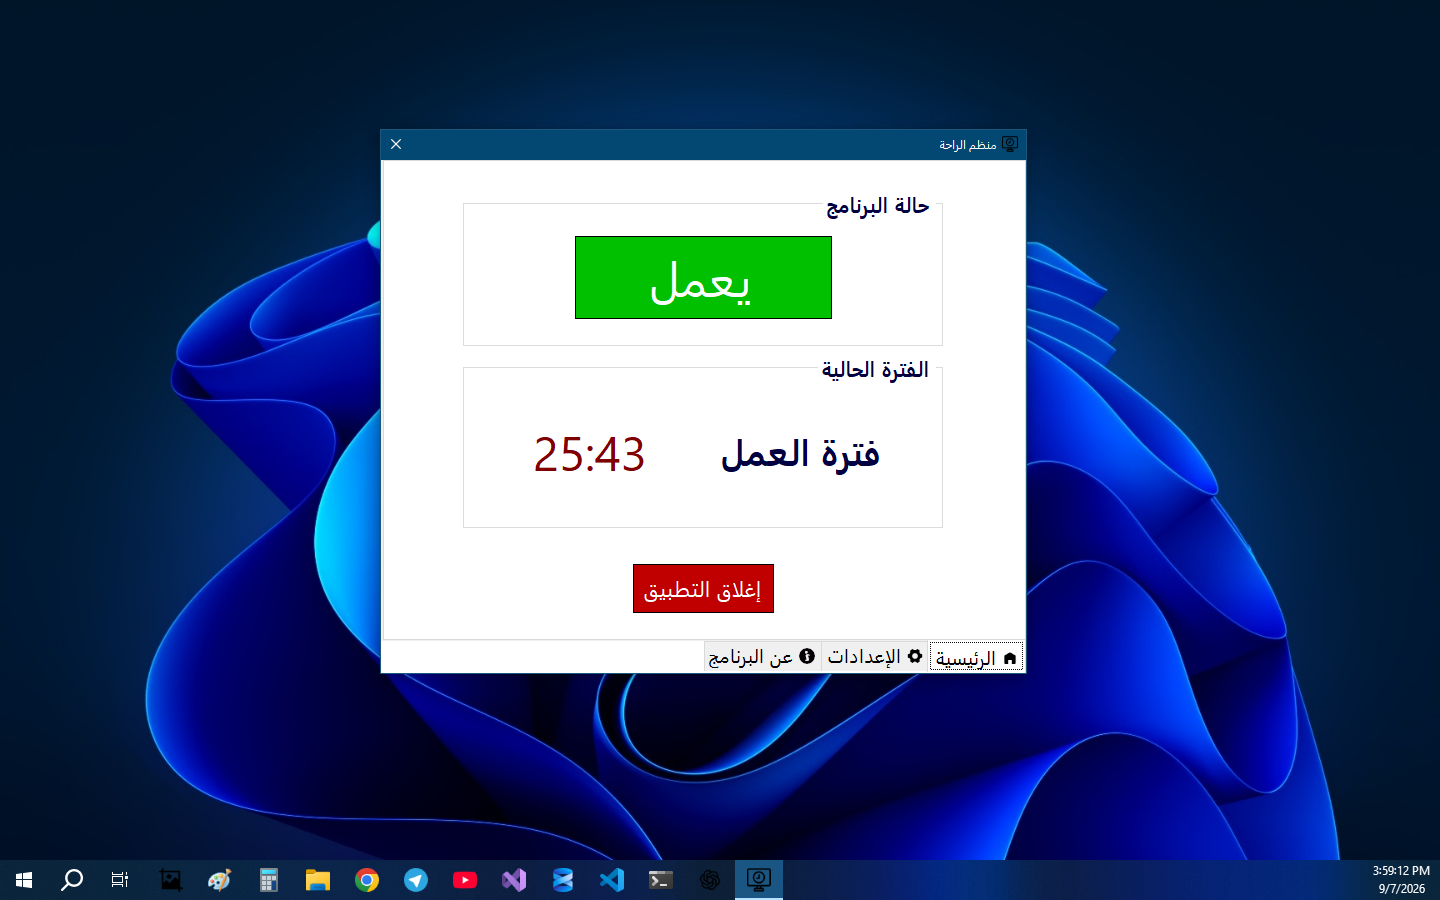 منظم الراحة
حالة البرنامج
يعمل
الفترة الحالية
فترة العمل
25:43
إغلاق التطبيق
الرئيسية
الإعدادات
عن البرنامج
3:59:12 PM
9/7/2026